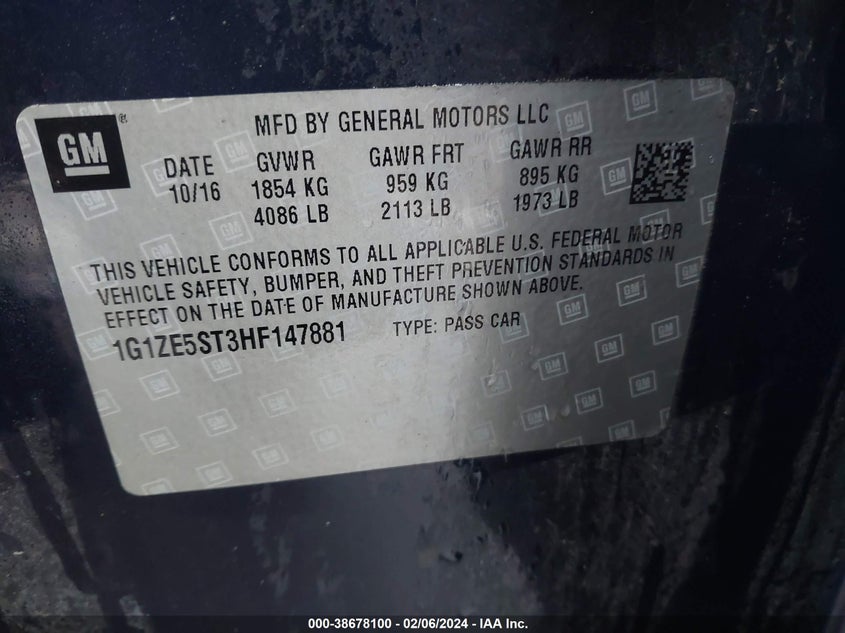 GM®
MFD BY GENERAL MOTORS LLC
DATE GVWR GAWR FRT GAWR RR
10/16 1854 KG 959 KG 895 KG
4086 LB 2113 LB 1973 LB
THIS VEHICLE CONFORMS TO ALL APPLICABLE U.S. FEDERAL MOTOR
VEHICLE SAFETY, BUMPER, AND THEFT PREVENTION STANDARDS IN
EFFECT ON THE DATE OF MANUFACTURE SHOWN ABOVE.
1G1ZE5ST3HF147881 TYPE: PASS CAR
000-38678100 - 02/06/2024 - IAA Inc.